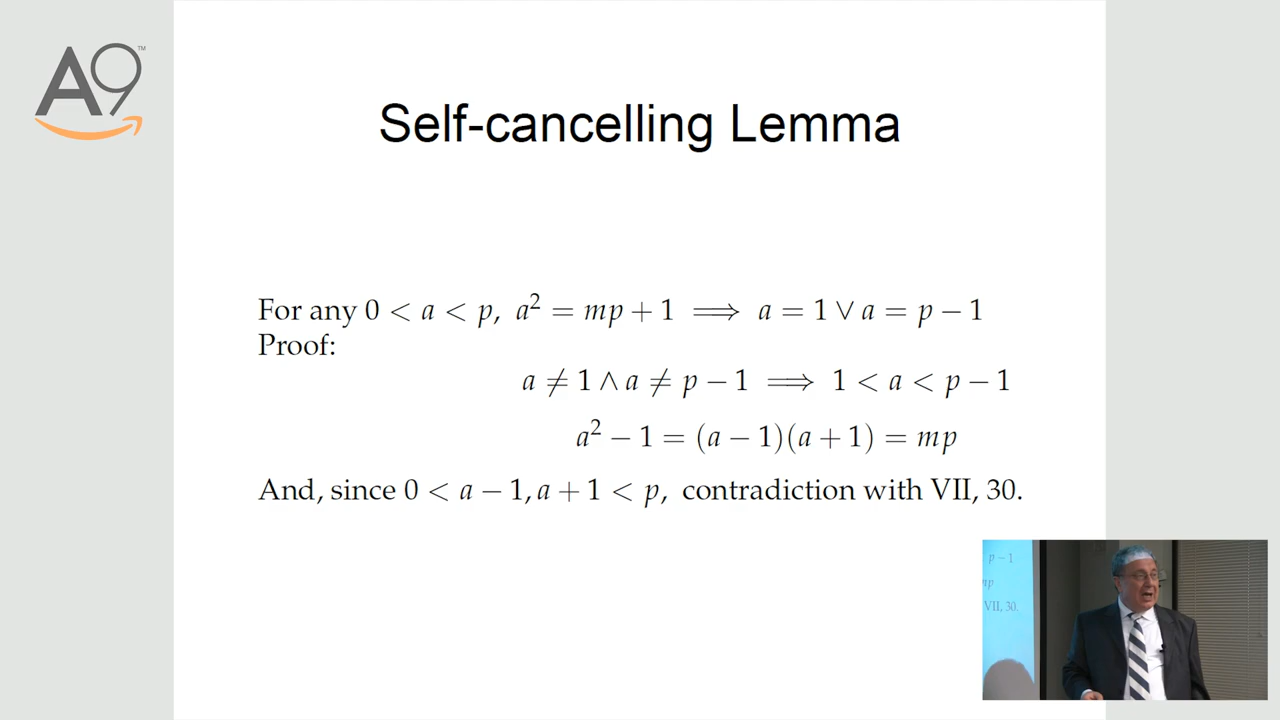 A9™
Self-cancelling Lemma
For any 0 < a < p, a² = mp + 1 ⟹ a = 1 ∨ a = p − 1
Proof:
a ≠ 1 ∧ a ≠ p − 1 ⟹ 1 < a < p − 1
a² − 1 = (a − 1)(a + 1) = mp
And, since 0 < a − 1, a + 1 < p, contradiction with VII, 30.
p − 1
mp
VII, 30.